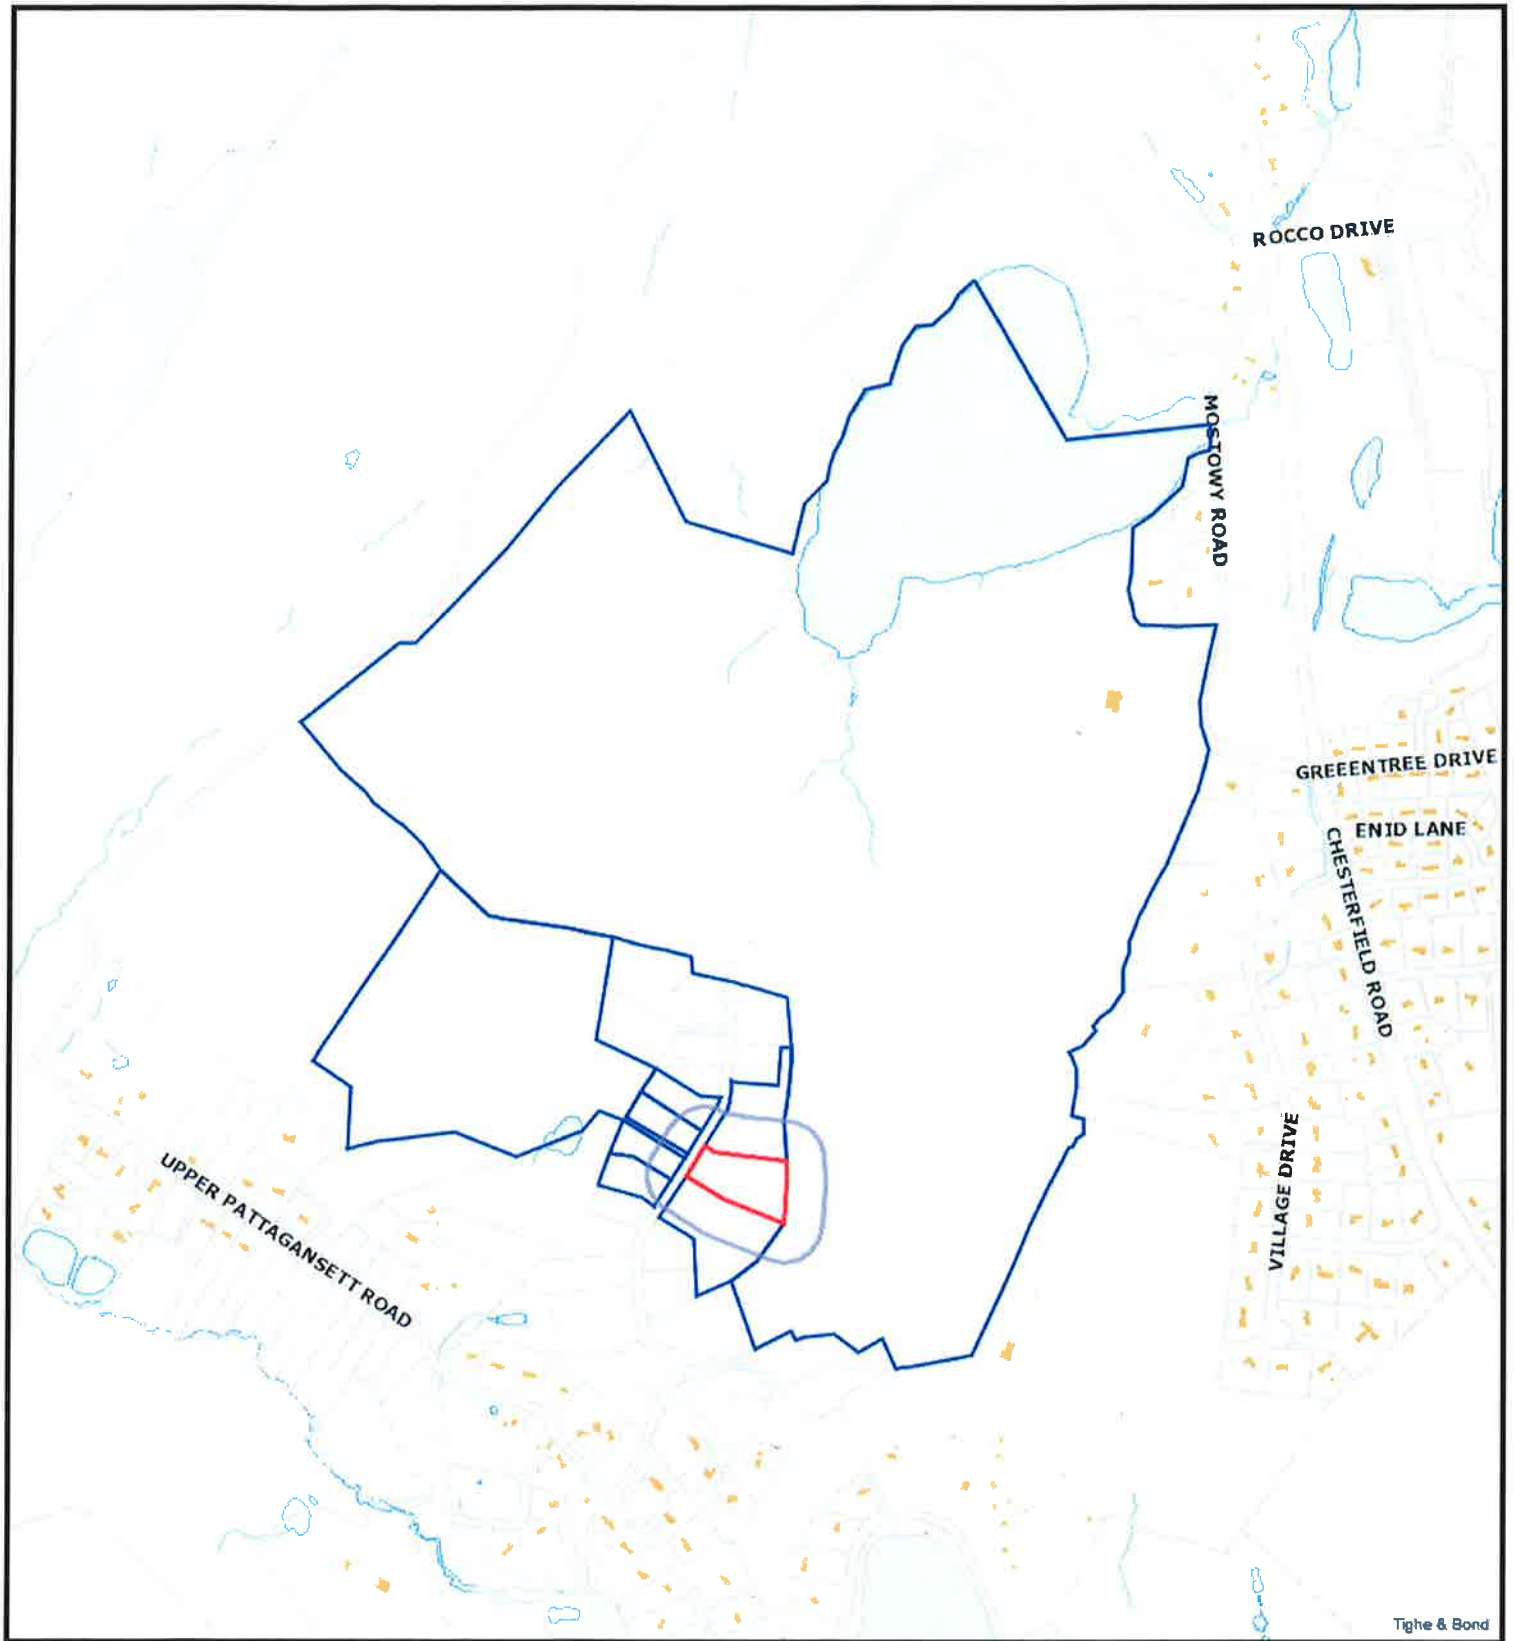 ROCCO DRIVE
MOSTOWY ROAD
GREEENTREE DRIVE
ENID LANE
CHESTERFIELD ROAD
VILLAGE DRIVE
UPPER PATTAGANSETT ROAD
Tighe & Bond